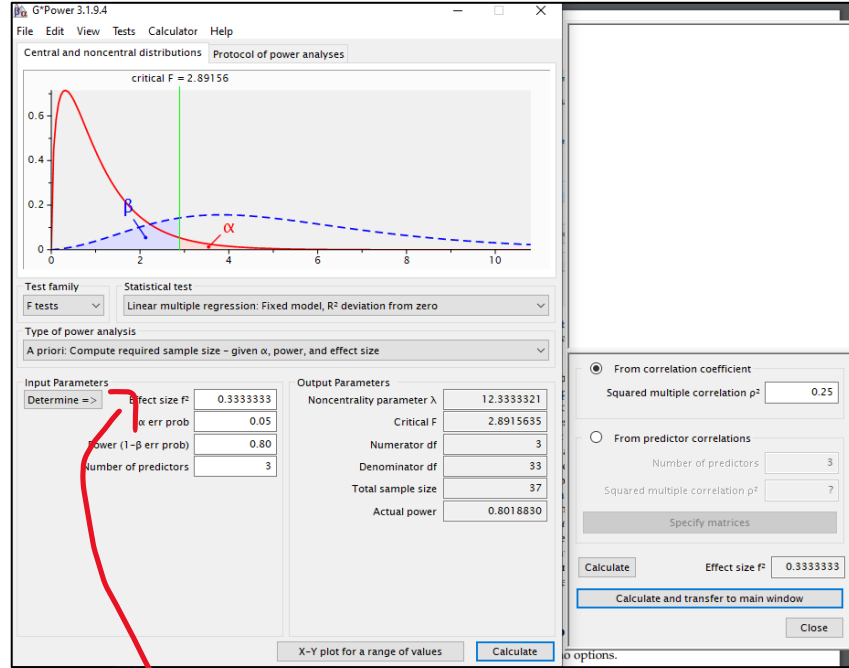 G*Power 3.1.9.4
File Edit View Tests Calculator Help
Central and noncentral distributions Protocol of power analyses
critical F = 2.89156
0.6
0.4
0.2
0
β
α
0 2 4 6 8 10
Test family Statistical test
F tests Linear multiple regression: Fixed model, R² deviation from zero
Type of power analysis
A priori: Compute required sample size - given α, power, and effect size
Input Parameters
Determine => Effect size f² 0.3333333
α err prob 0.05
Power (1-β err prob) 0.80
Number of predictors 3
Output Parameters
Noncentrality parameter λ 12.3333321
Critical F 2.8915635
Numerator df 3
Denominator df 33
Total sample size 37
Actual power 0.8018830
X-Y plot for a range of values Calculate
From correlation coefficient
Squared multiple correlation ρ² 0.25
From predictor correlations
Number of predictors 3
Squared multiple correlation ρ² ?
Specify matrices
Calculate Effect size f² 0.3333333
Calculate and transfer to main window
Close
o options.